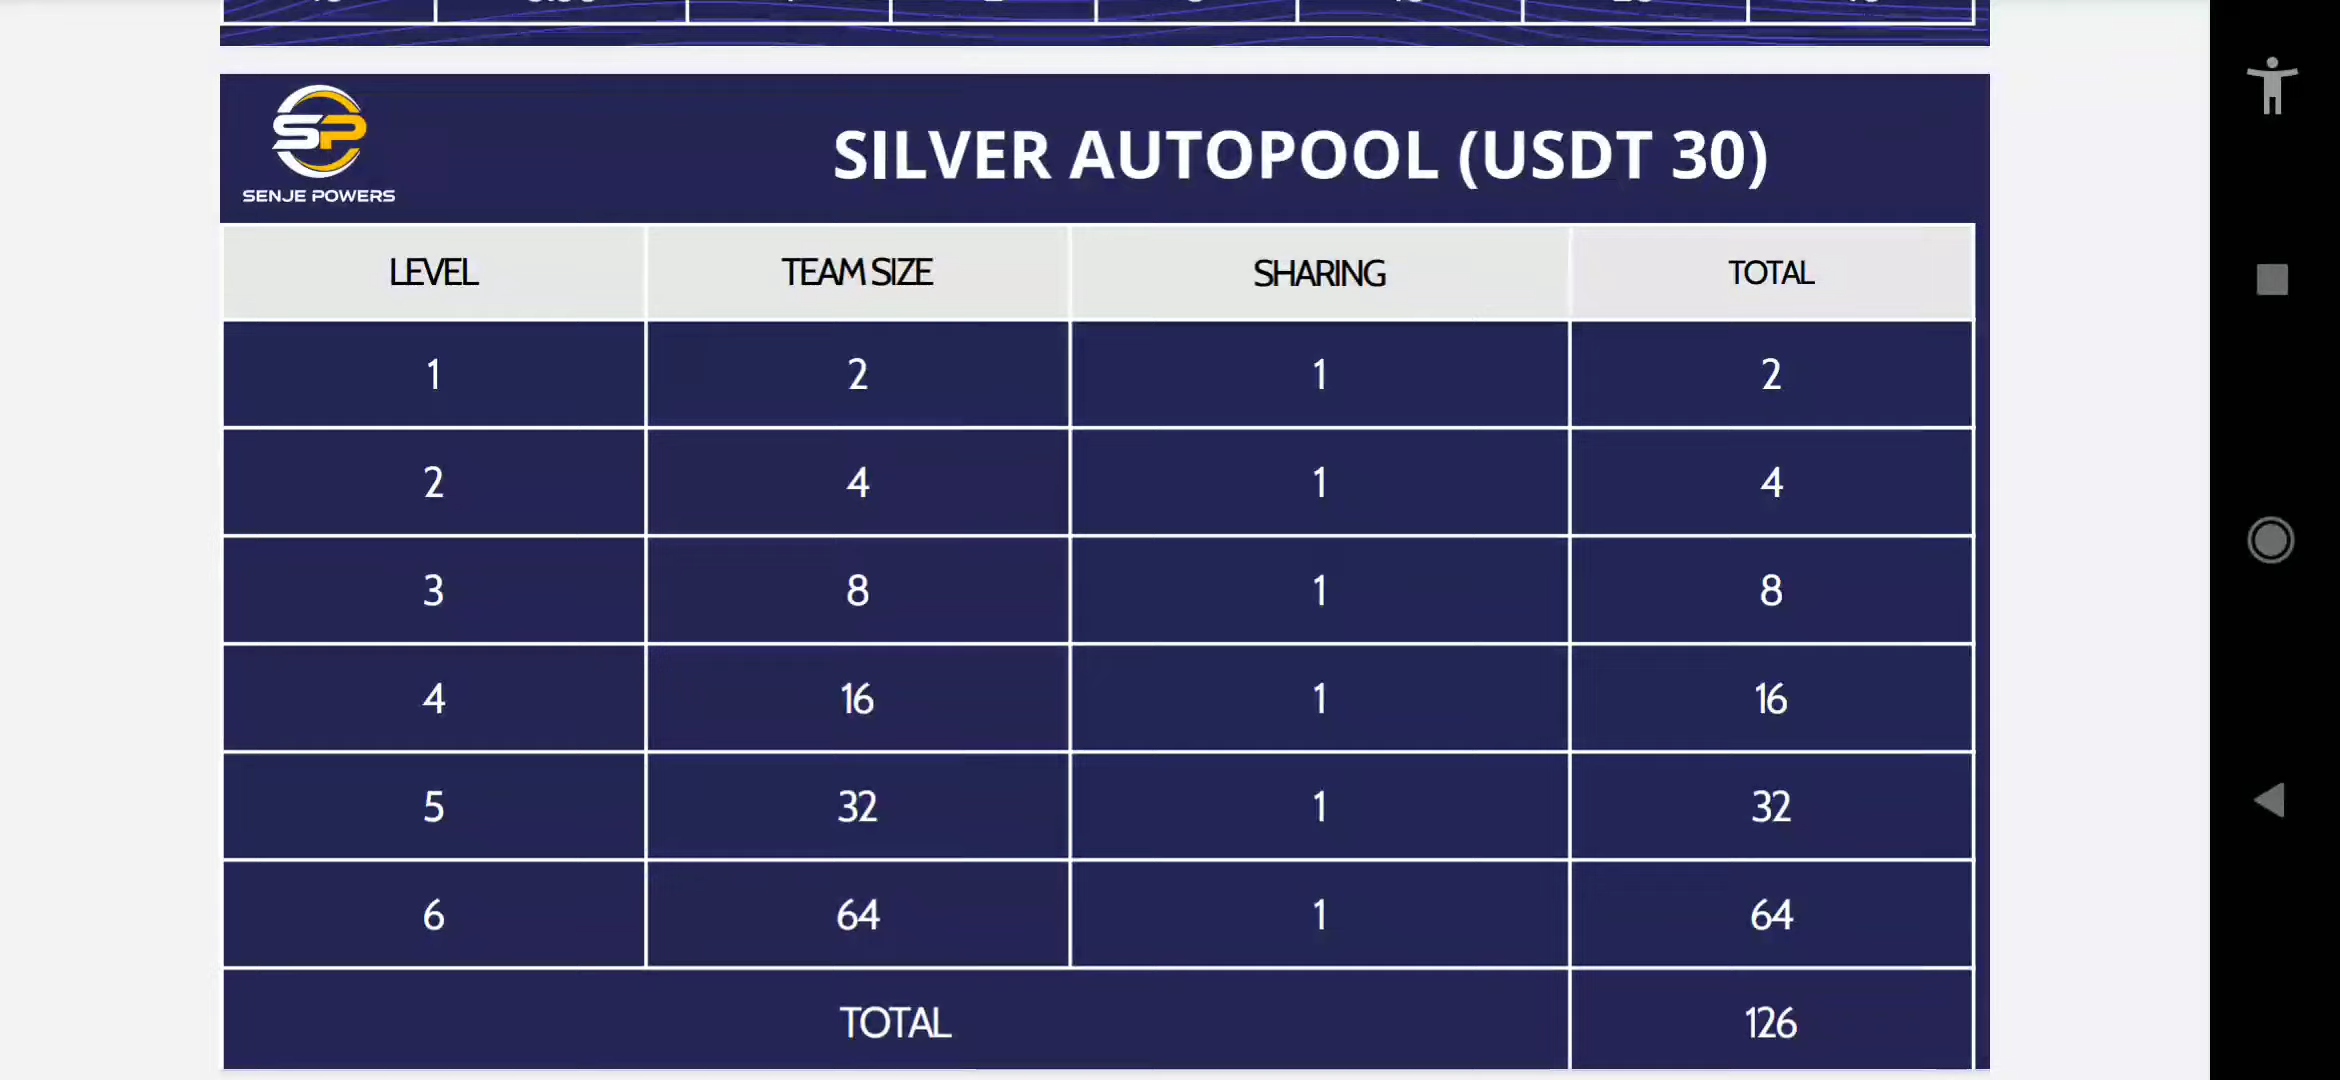 SP
SENJE POWERS
SILVER AUTOPOOL (USDT 30)
LEVEL TEAM SIZE SHARING TOTAL
1 2 1 2
2 4 1 4
3 8 1 8
4 16 1 16
5 32 1 32
6 64 1 64
TOTAL 126